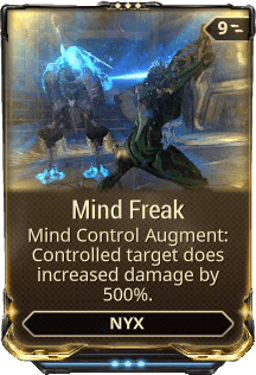 9
Mind Freak
Mind Control Augment:
Controlled target does
increased damage by
500%.
NYX